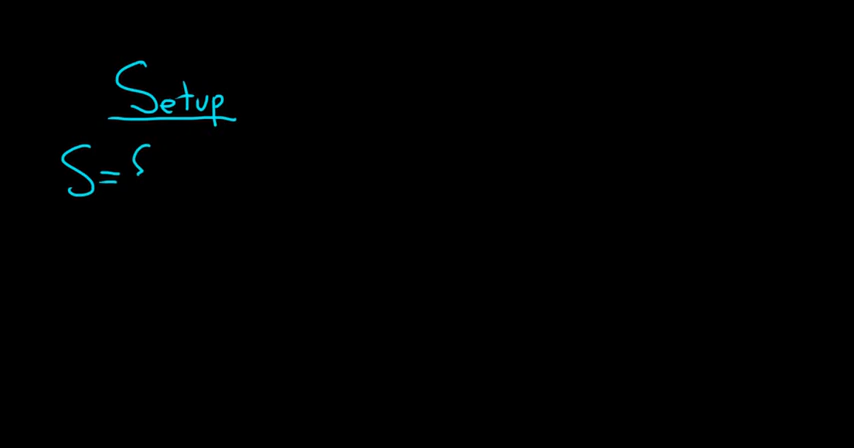 Setup
S = {